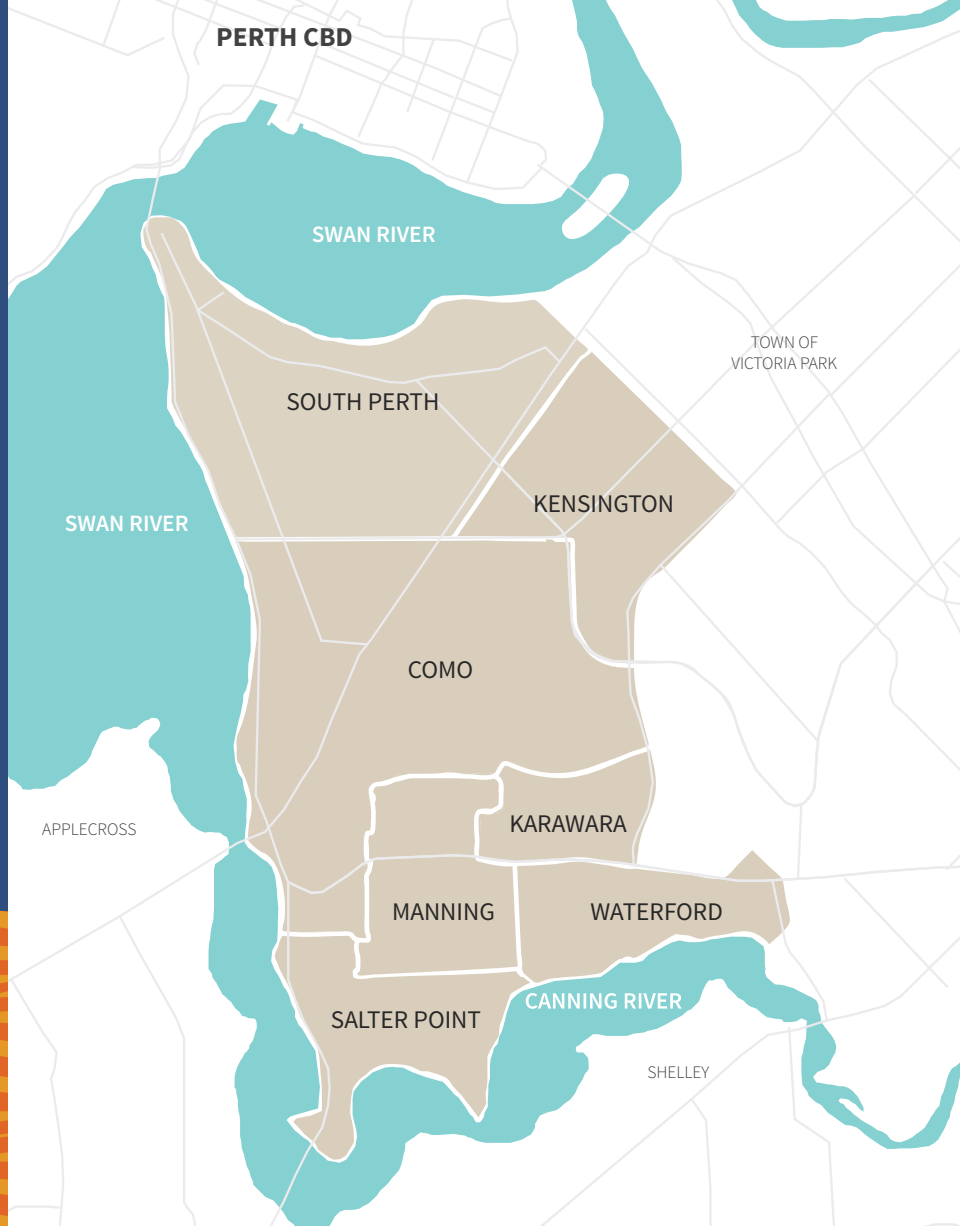 PERTH CBD
SWAN RIVER
TOWN OF
VICTORIA PARK
SOUTH PERTH
KENSINGTON
SWAN RIVER
COMO
KARAWARA
APPLECROSS
MANNING
WATERFORD
CANNING RIVER
SALTER POINT
SHELLEY